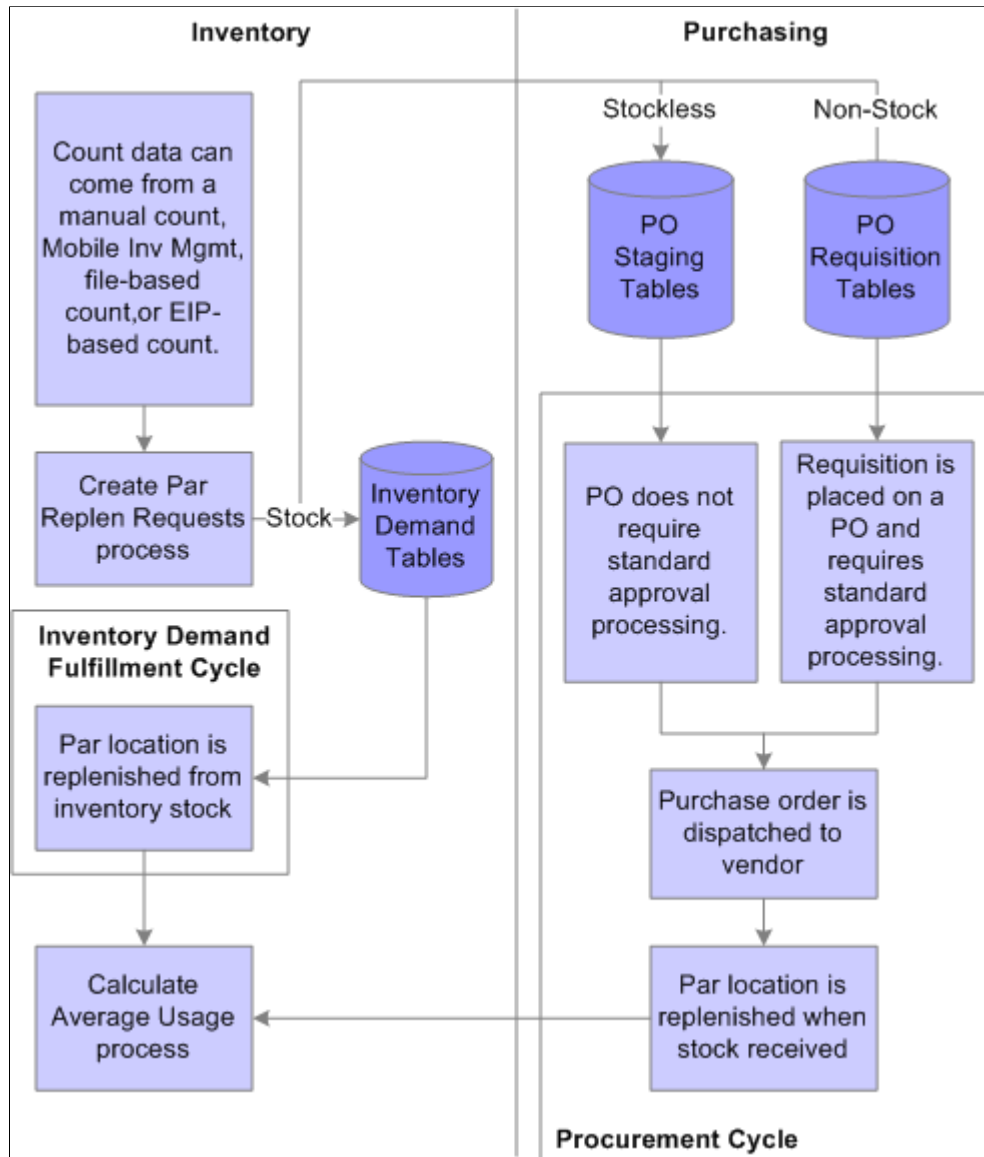 Inventory
Count data can
come from a
manual count,
Mobile Inv Mgmt,
file-based
count,or EIP-
based count.
Create Par
Replen Requests
process
Stock
Inventory
Demand
Tables
Inventory Demand
Fulfillment Cycle
Par location is
replenished from
inventory stock
Calculate
Average Usage
process
Purchasing
Stockless
Non-Stock
PO
Staging
Tables
PO
Requisition
Tables
PO does not
require
standard
approval
processing.
Requisition is
placed on a
PO and
requires
standard
approval
processing.
Purchase order is
dispatched to
vendor
Par location is
replenished when
stock received
Procurement Cycle